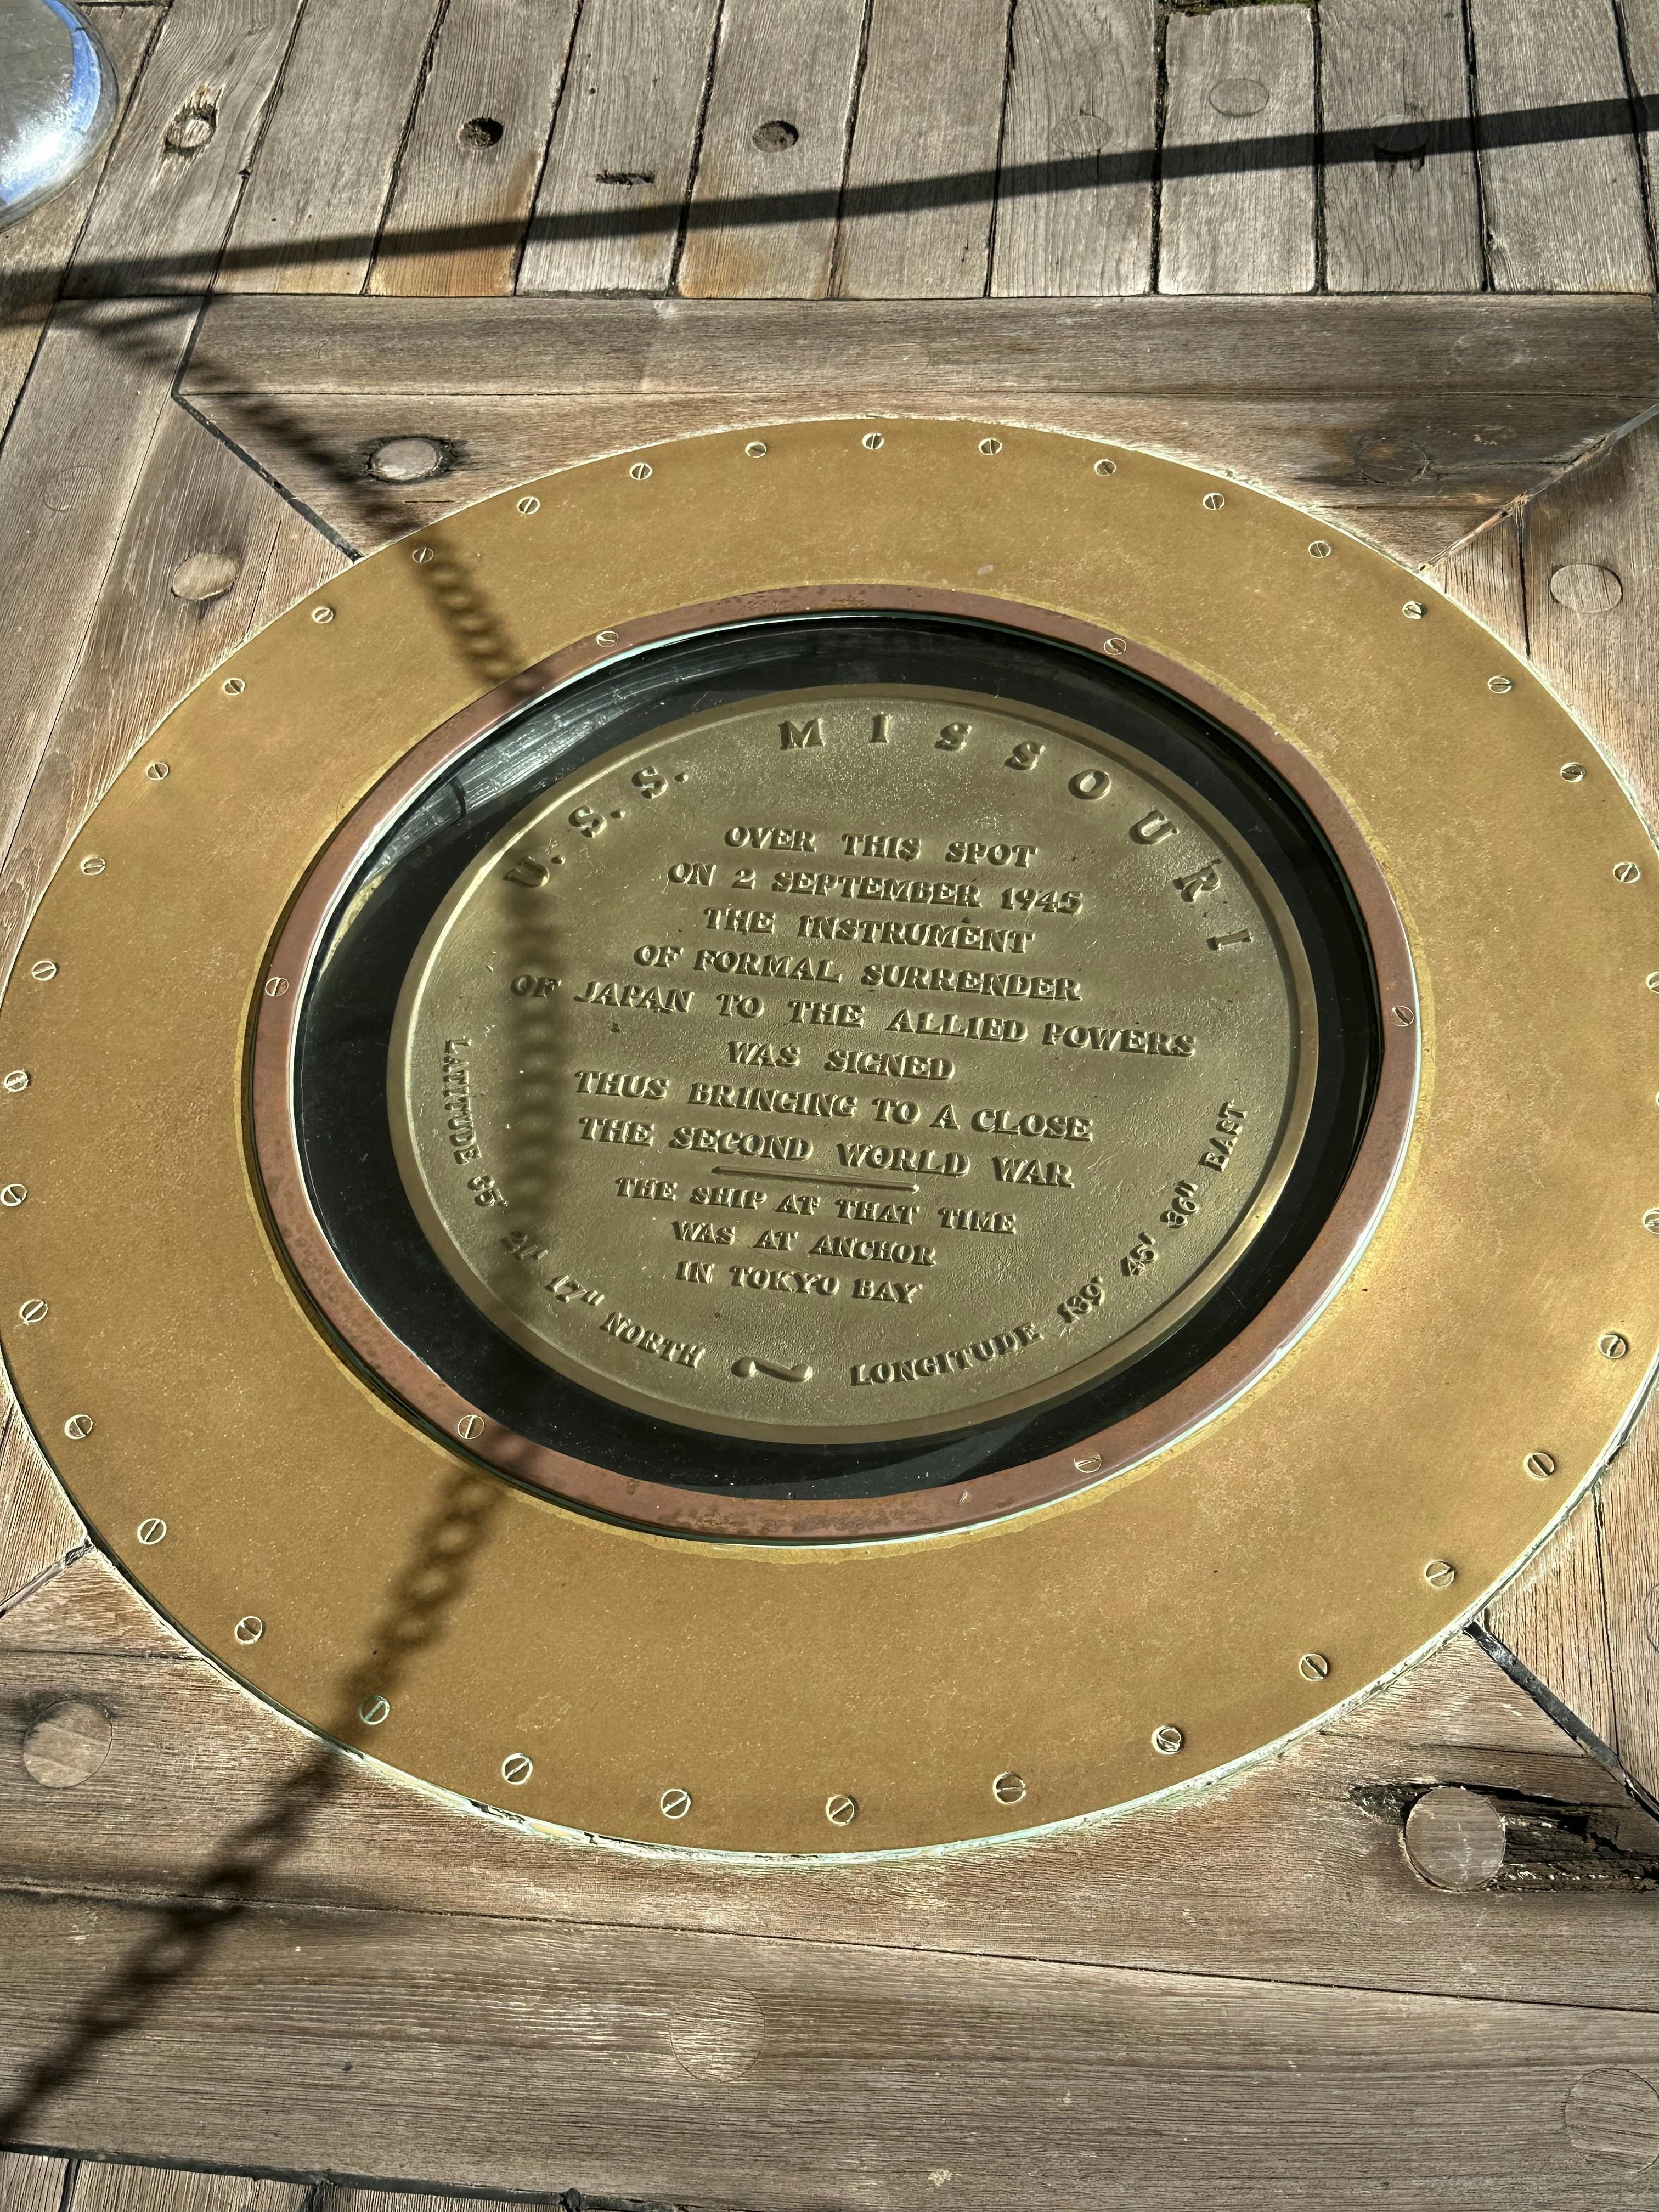 U.S.S. MISSOURI
OVER THIS SPOT
ON 2 SEPTEMBER 1945
THE INSTRUMENT
OF FORMAL SURRENDER
OF JAPAN TO THE ALLIED POWERS
WAS SIGNED
THUS BRINGING TO A CLOSE
THE SECOND WORLD WAR
THE SHIP AT THAT TIME
WAS AT ANCHOR
IN TOKYO BAY
LATITUDE 35° 21' 17" NORTH ~ LONGITUDE 139° 45' 36" EAST